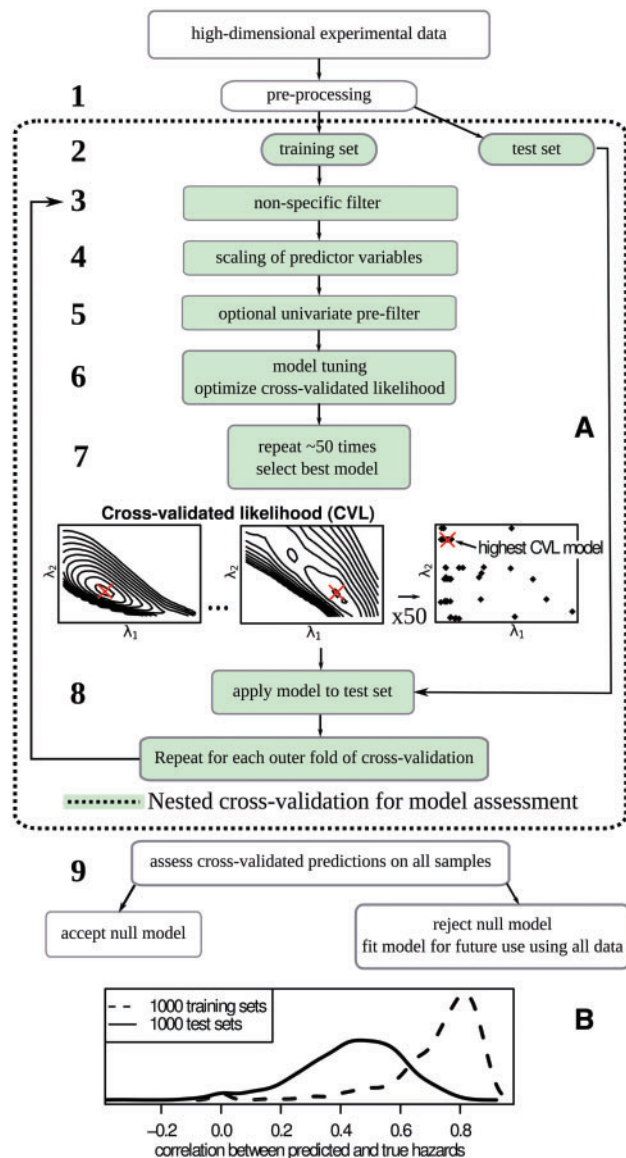 high-dimensional experimental data
1
pre-processing
2
training set
test set
3
non-specific filter
4
scaling of predictor variables
5
optional univariate pre-filter
6
model tuning
optimize cross-validated likelihood
A
7
repeat ~50 times
select best model
Cross-validated likelihood (CVL)
λ2
λ1
...
λ2
λ1
x50
highest CVL model
λ2
λ1
8
apply model to test set
Repeat for each outer fold of cross-validation
Nested cross-validation for model assessment
9
assess cross-validated predictions on all samples
accept null model
reject null model
fit model for future use using all data
B
1000 training sets
1000 test sets
−0.2 0.0 0.2 0.4 0.6 0.8
correlation between predicted and true hazards